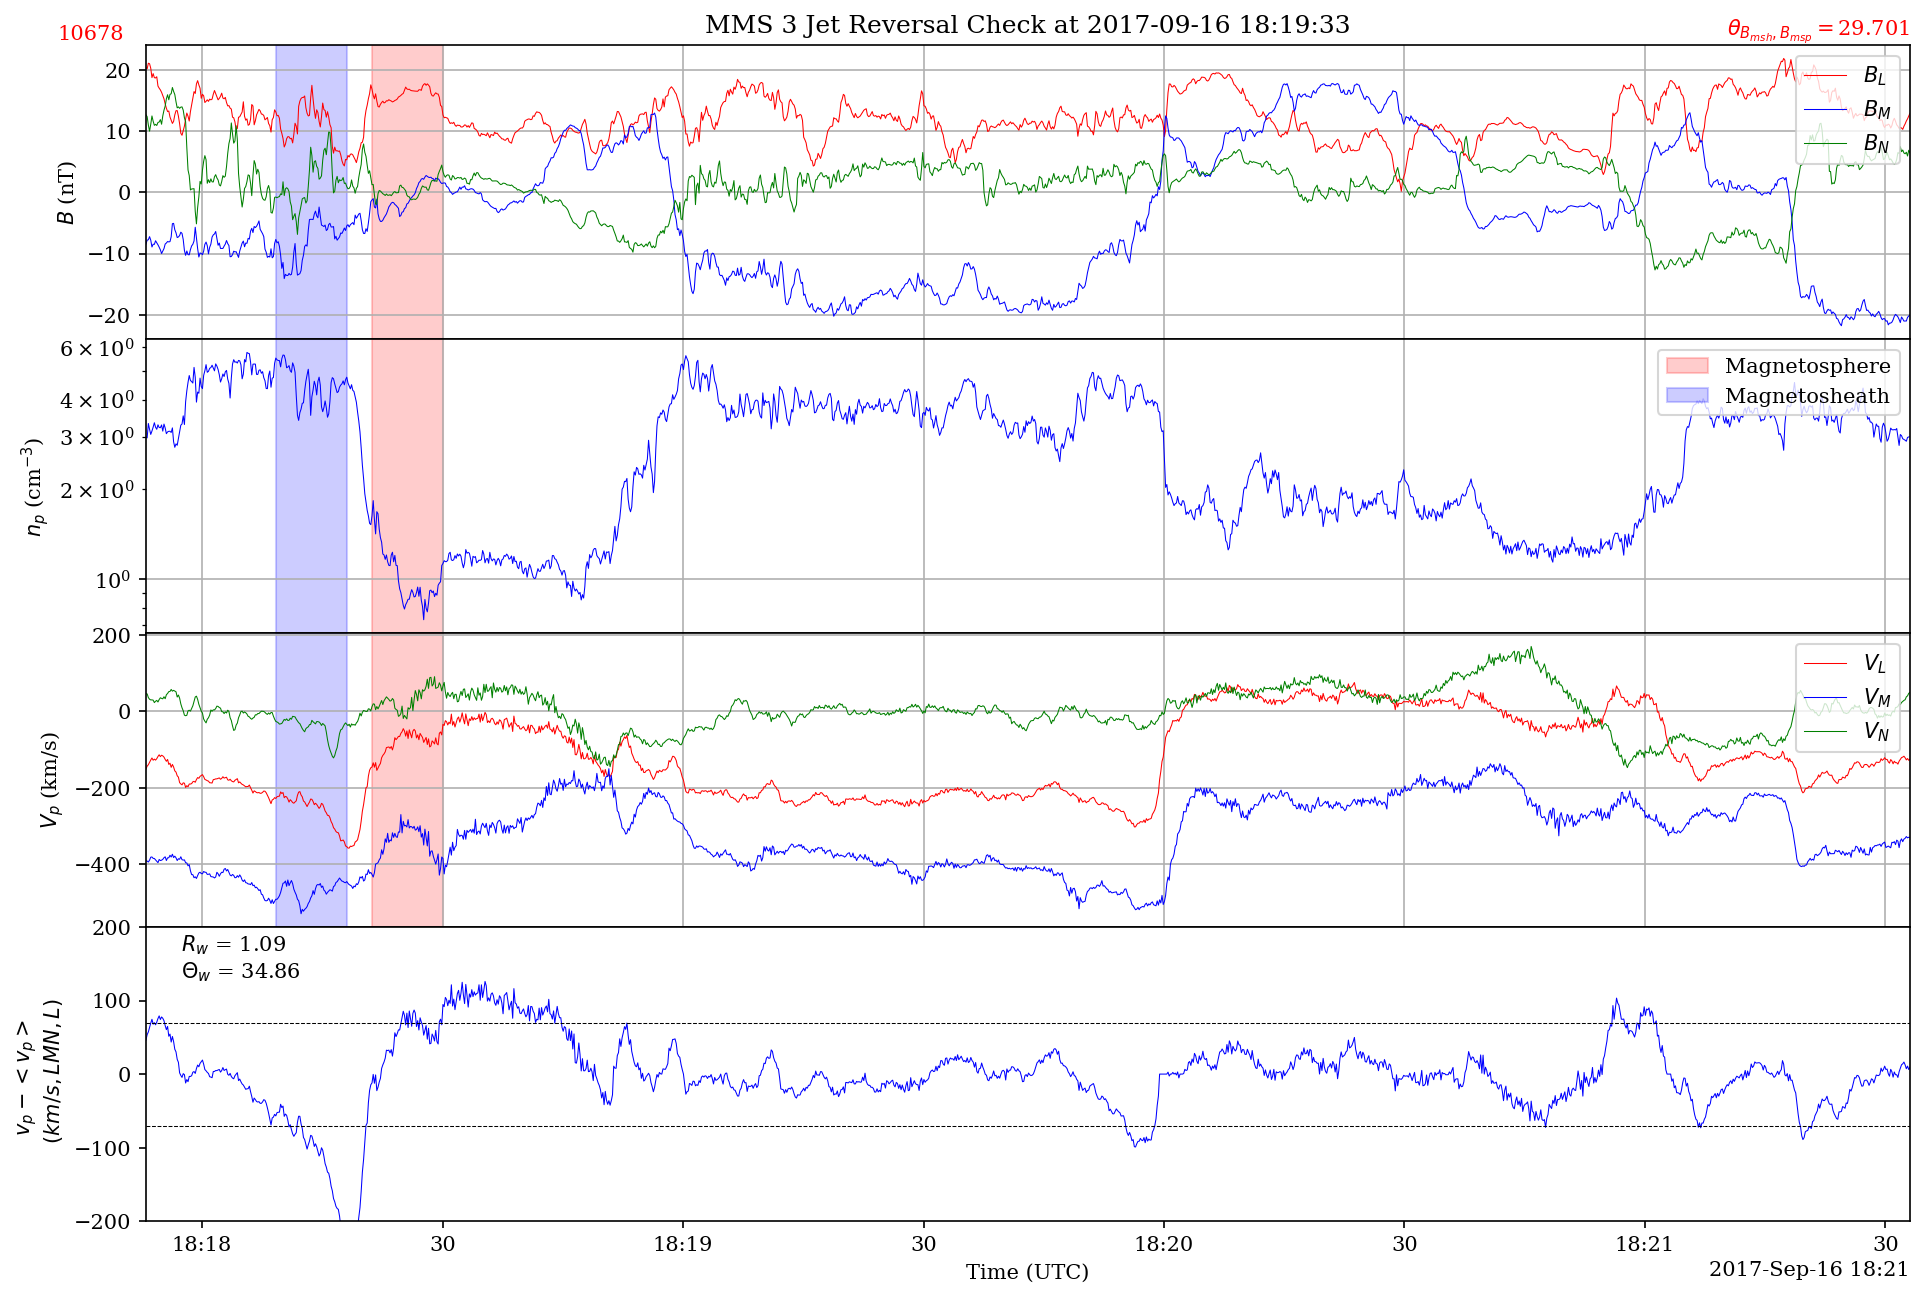 MMS 3 Jet Reversal Check at 2017-09-16 18:19:33
10678
θ_{B_{msh}, B_{msp}} = 29.701
20
10
0
−10
−20
B (nT)
B_L
B_M
B_N
6 × 10^0
4 × 10^0
3 × 10^0
2 × 10^0
10^0
n_p (cm^{−3})
Magnetosphere
Magnetosheath
200
0
−200
−400
V_p (km/s)
V_L
V_M
V_N
200
100
0
−100
−200
v_p − < v_p >
(km/s, LMN, L)
R_w = 1.09
Θ_w = 34.86
18:18 30 18:19 30 18:20 30 18:21 30
Time (UTC)
2017-Sep-16 18:21